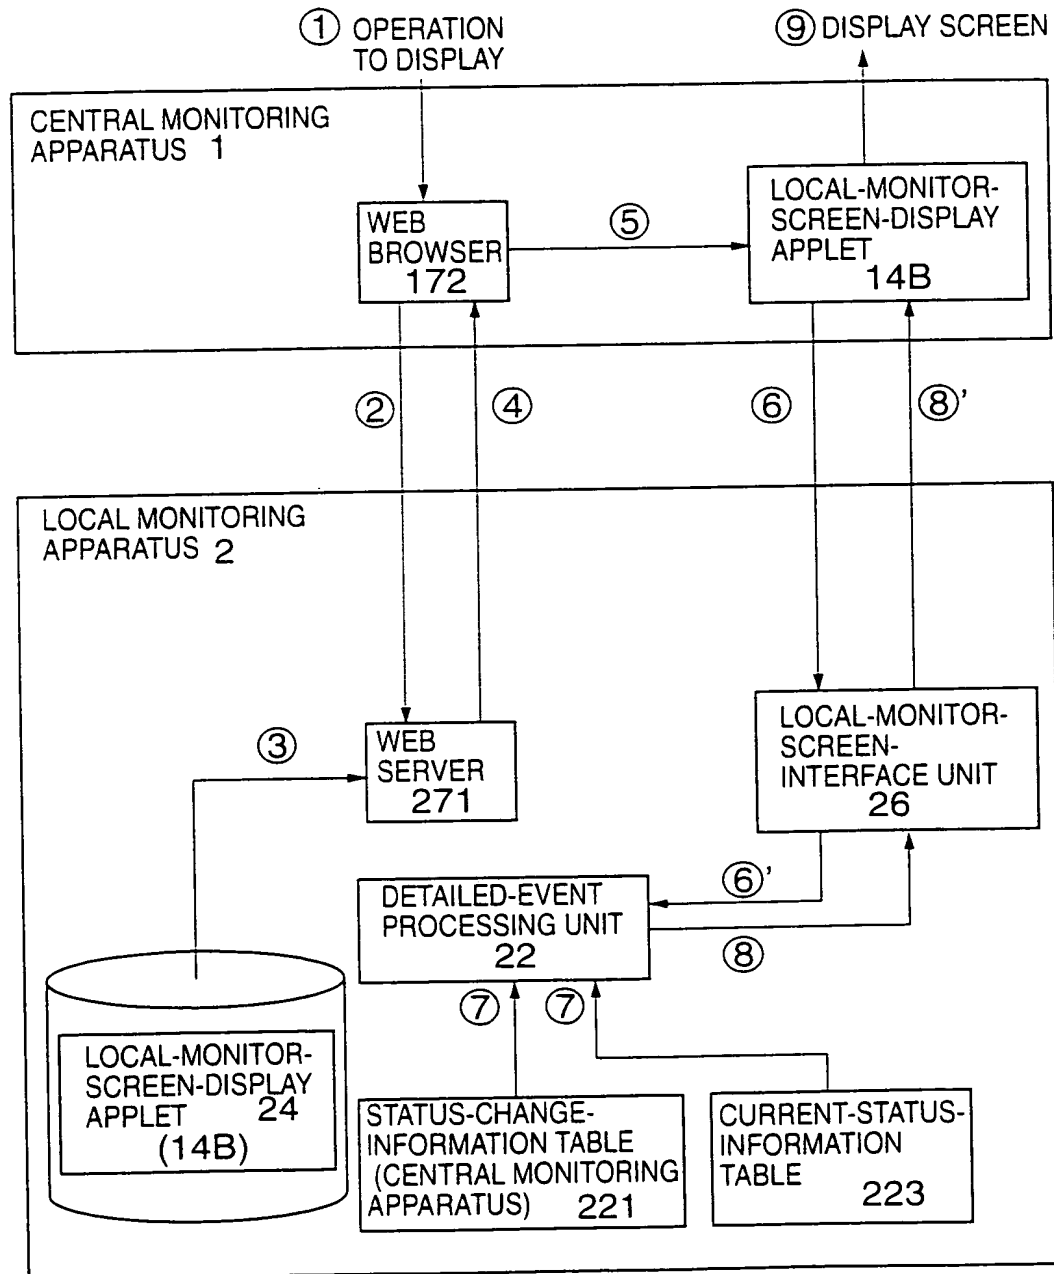 ① OPERATION
TO DISPLAY
⑨ DISPLAY SCREEN
CENTRAL MONITORING
APPARATUS 1
WEB
BROWSER
172
⑤
LOCAL-MONITOR-
SCREEN-DISPLAY
APPLET
14B
②
④
⑥
⑧'
LOCAL MONITORING
APPARATUS 2
③
WEB
SERVER
271
LOCAL-MONITOR-
SCREEN-
INTERFACE UNIT
26
⑥'
DETAILED-EVENT
PROCESSING UNIT
22
⑧
⑦
⑦
LOCAL-MONITOR-
SCREEN-DISPLAY
APPLET 24
(14B)
STATUS-CHANGE-
INFORMATION TABLE
(CENTRAL MONITORING
APPARATUS) 221
CURRENT-STATUS-
INFORMATION
TABLE
223